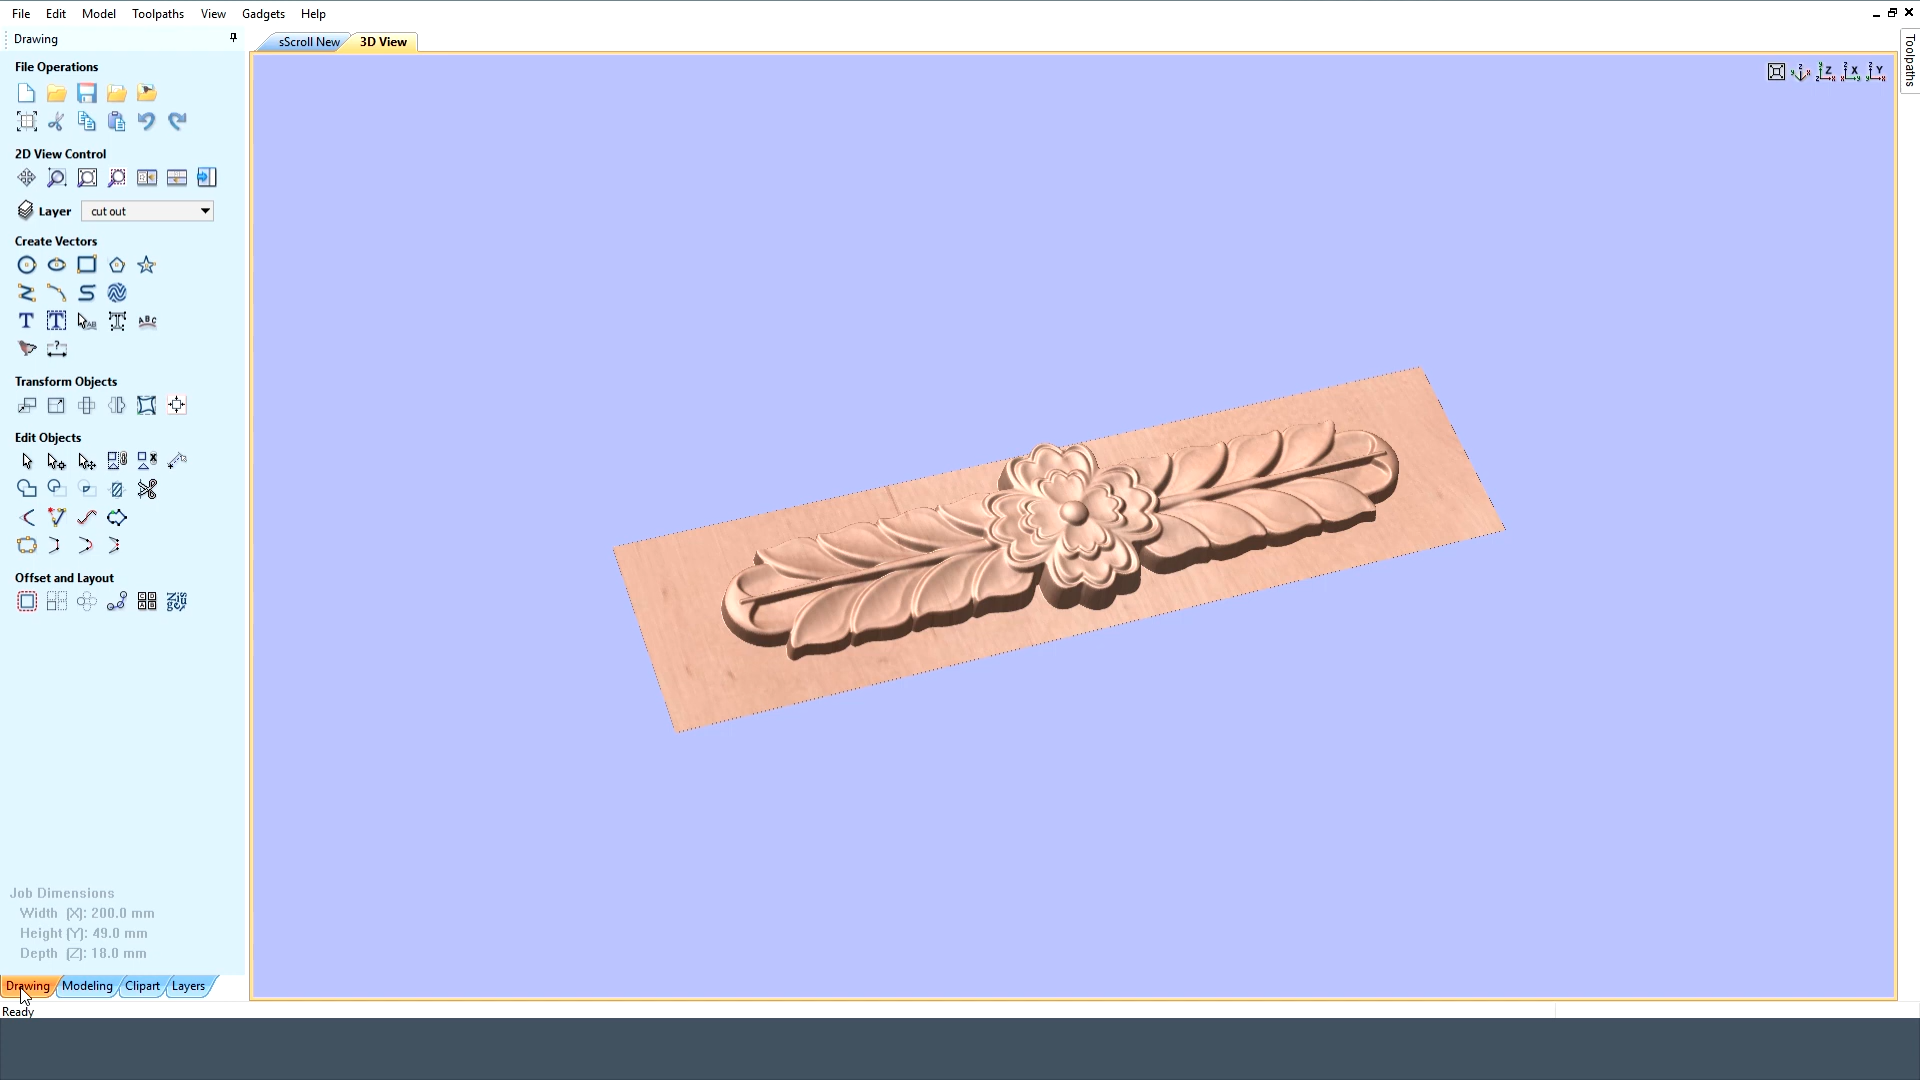 File Edit Model Toolpaths View Gadgets Help
Drawing
sScroll New 3D View
Toolpaths
File Operations
2D View Control
Layer cut out
Create Vectors
Transform Objects
Edit Objects
Offset and Layout
Job Dimensions
Width (X): 200.0 mm
Height (Y): 49.0 mm
Depth (Z): 18.0 mm
Drawing Modeling Clipart Layers
Ready